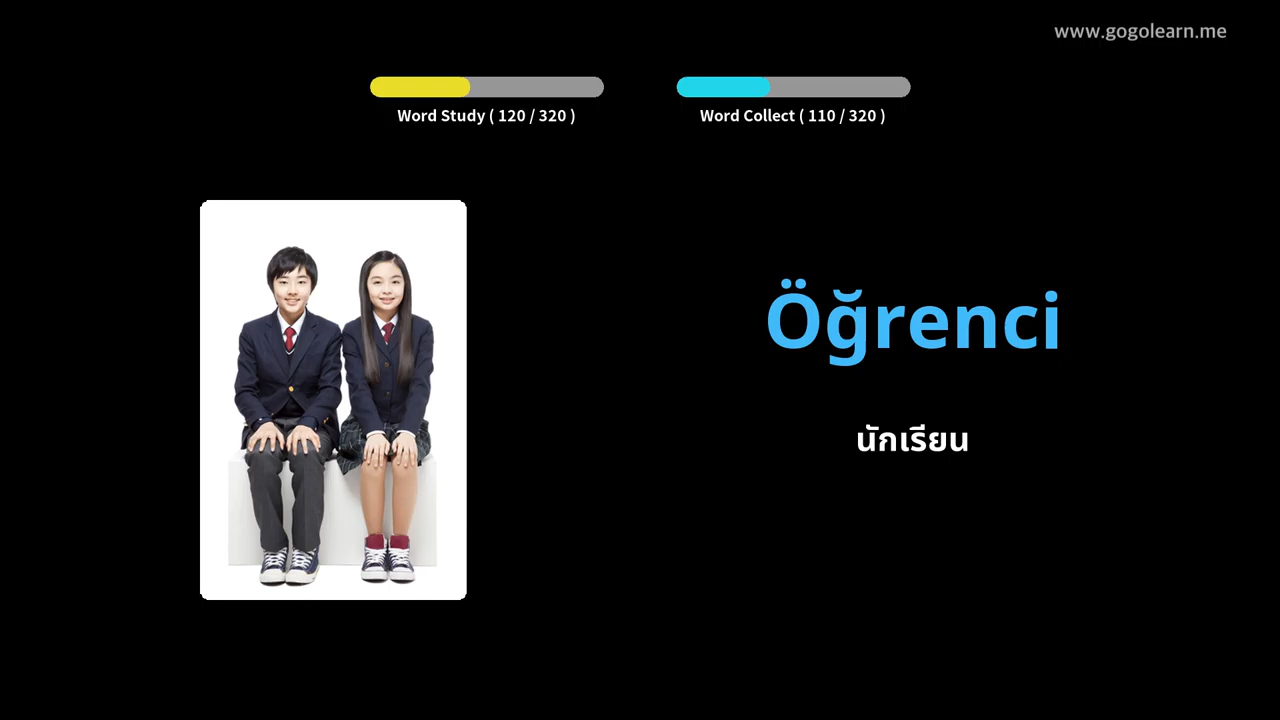 www.gogolearn.me
Word Study ( 120 / 320 )
Word Collect ( 110 / 320 )
Öğrenci
นักเรียน